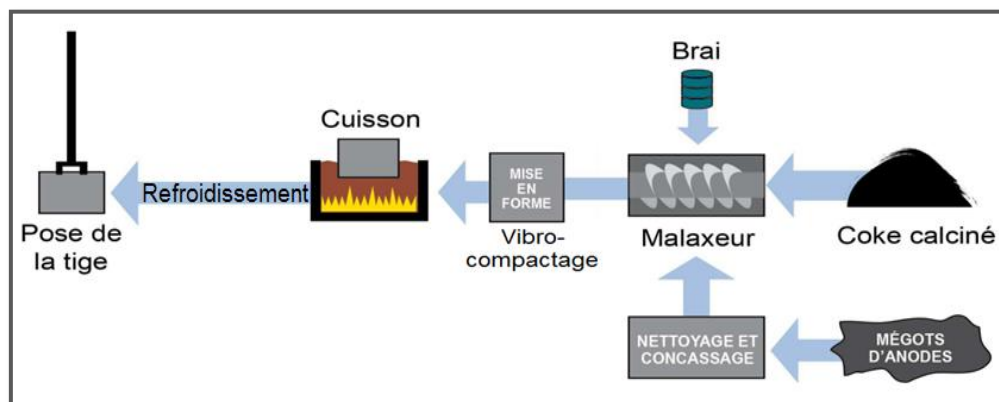 Brai
Cuisson
MISE
EN
FORME
Refroidissement
Pose de
la tige
Vibro-
compactage
Malaxeur
Coke calciné
NETTOYAGE ET
CONCASSAGE
MÉGOTS
D'ANODES